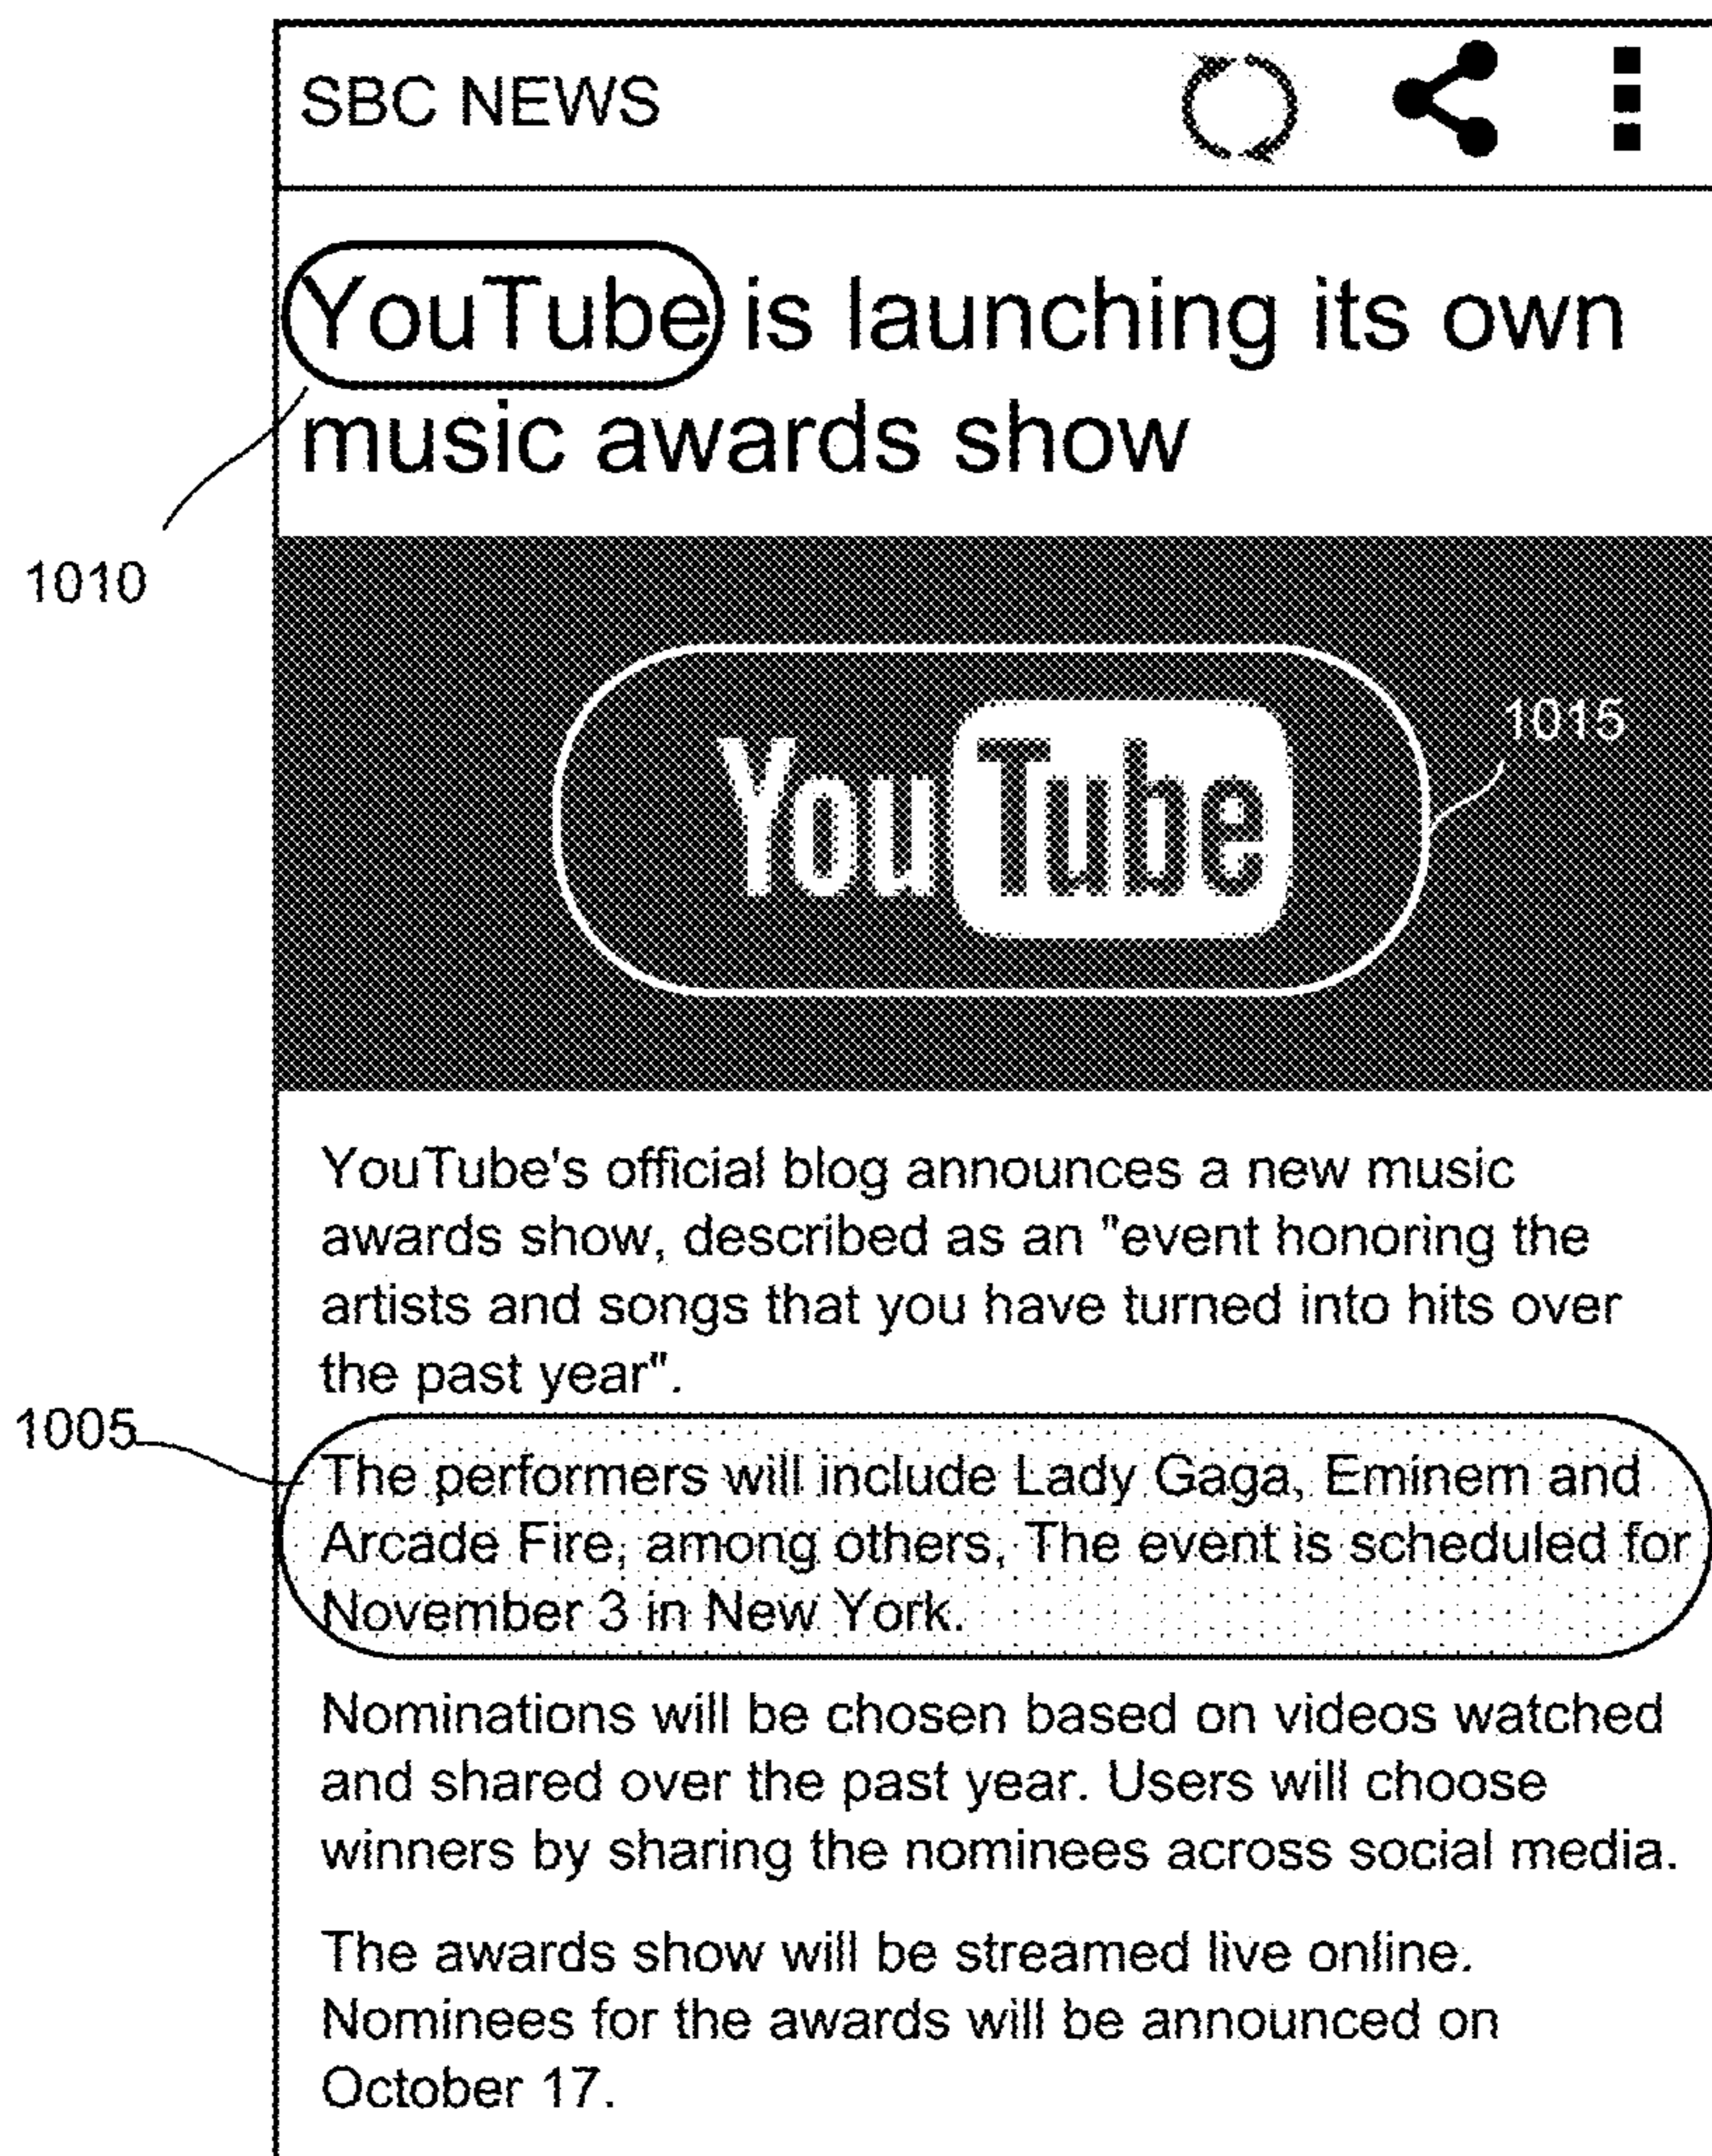 SBC NEWS
YouTube is launching its own
music awards show
1010
1015
YouTube
YouTube's official blog announces a new music
awards show, described as an "event honoring the
artists and songs that you have turned into hits over
the past year".
1005
The performers will include Lady Gaga, Eminem and
Arcade Fire, among others, The event is scheduled for
November 3 in New York.
Nominations will be chosen based on videos watched
and shared over the past year. Users will choose
winners by sharing the nominees across social media.
The awards show will be streamed live online.
Nominees for the awards will be announced on
October 17.